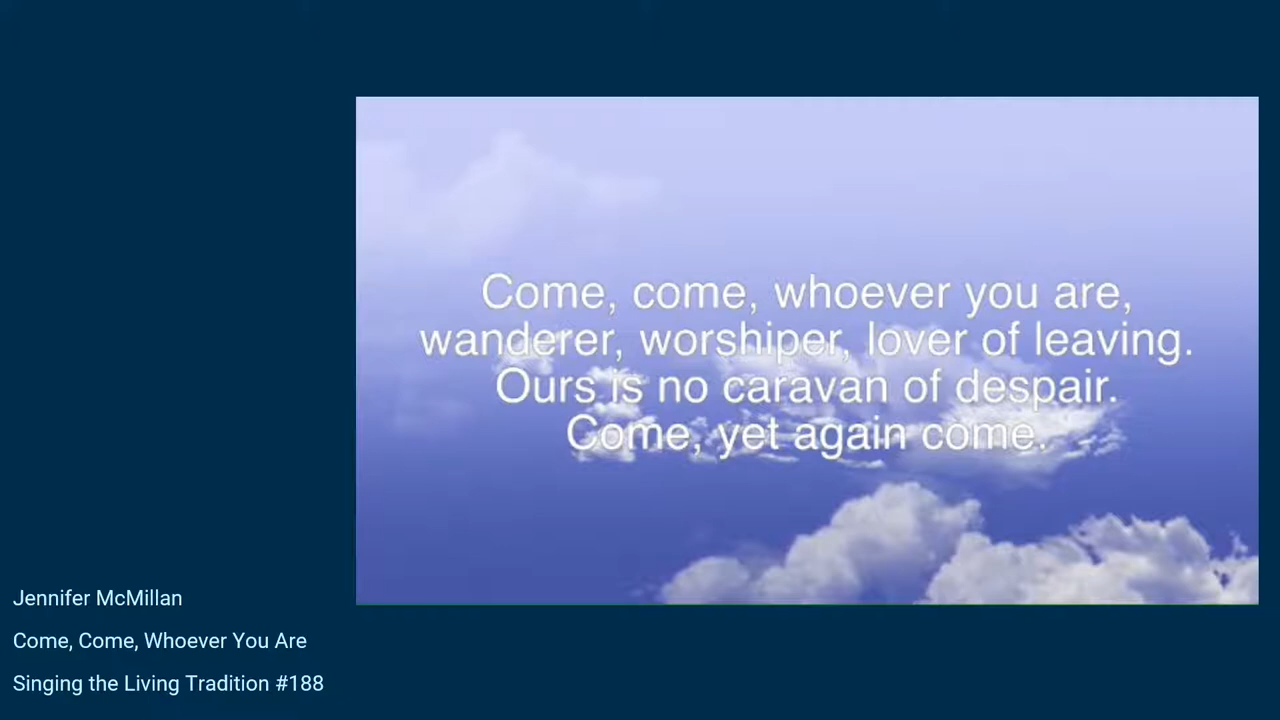 Come, come, whoever you are,
wanderer, worshiper, lover of leaving.
Ours is no caravan of despair.
Come, yet again come.
Jennifer McMillan
Come, Come, Whoever You Are
Singing the Living Tradition #188